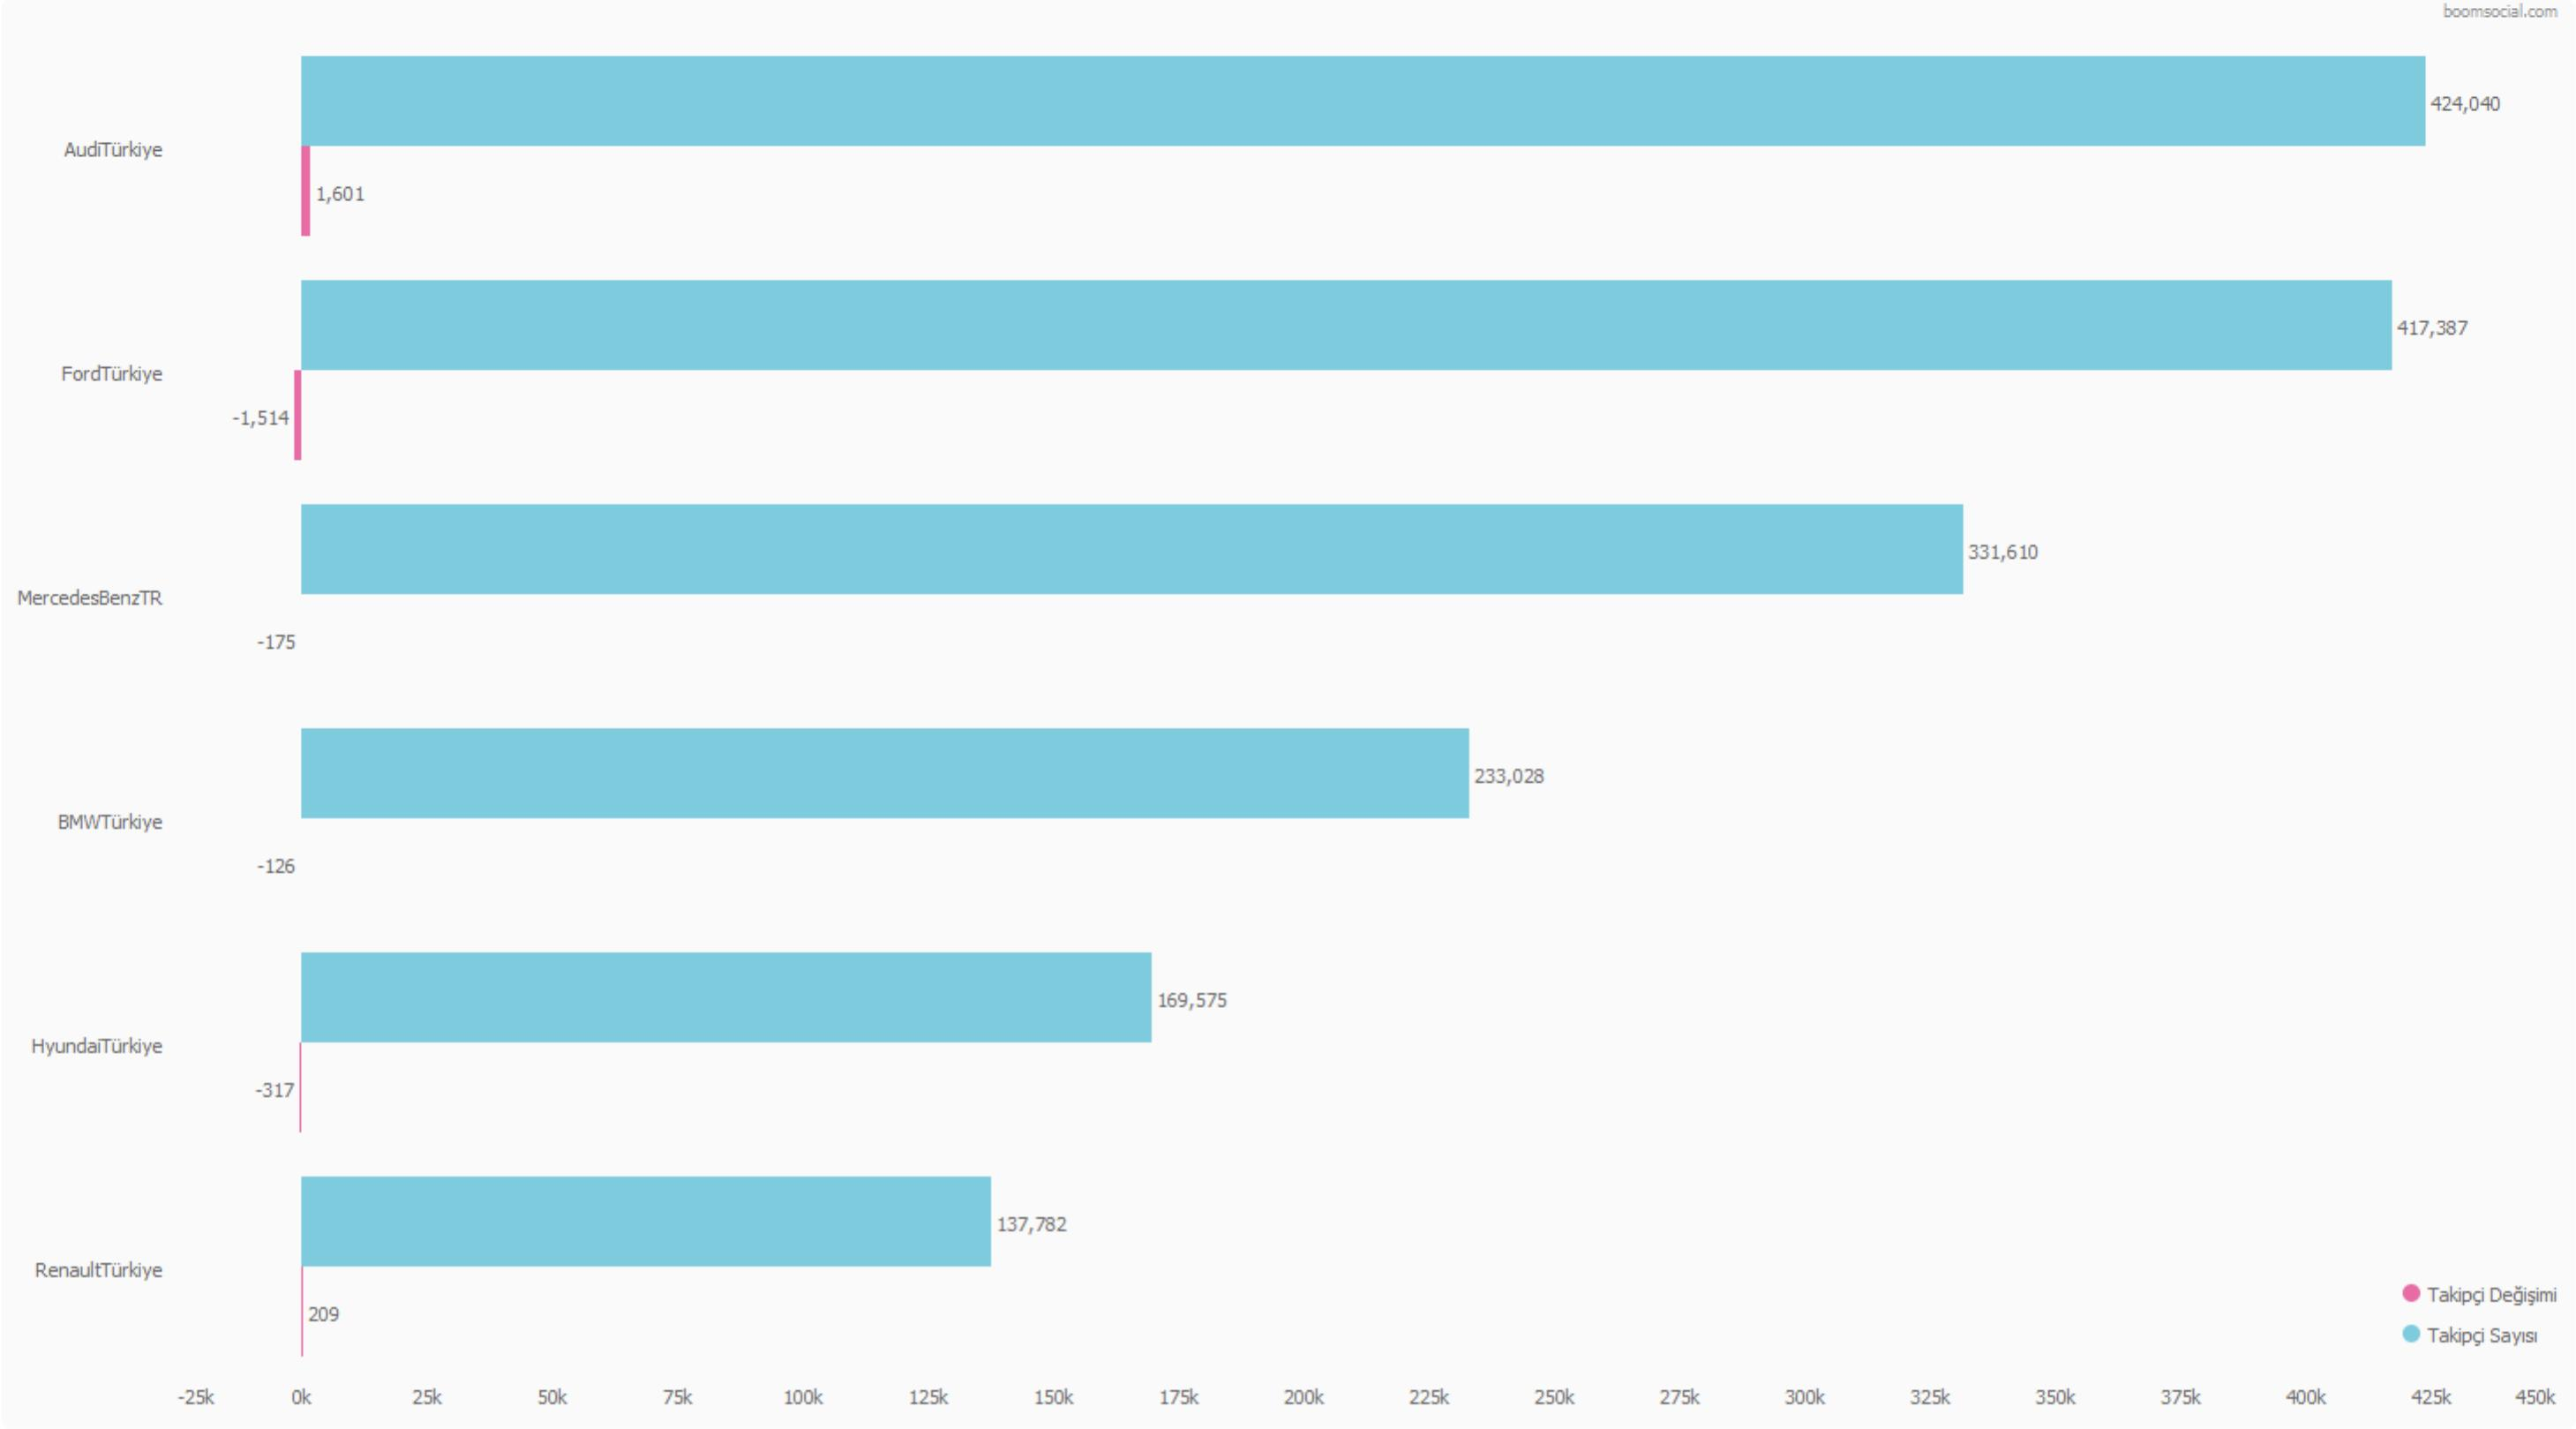 boomsocial.com
424,040
AudiTürkiye
1,601
417,387
FordTürkiye
-1,514
331,610
MercedesBenzTR
-175
233,028
BMWTürkiye
-126
169,575
HyundaiTürkiye
-317
137,782
RenaultTürkiye
209
Takipçi Değişimi
Takipçi Sayısı
-25k 0k 25k 50k 75k 100k 125k 150k 175k 200k 225k 250k 275k 300k 325k 350k 375k 400k 425k 450k